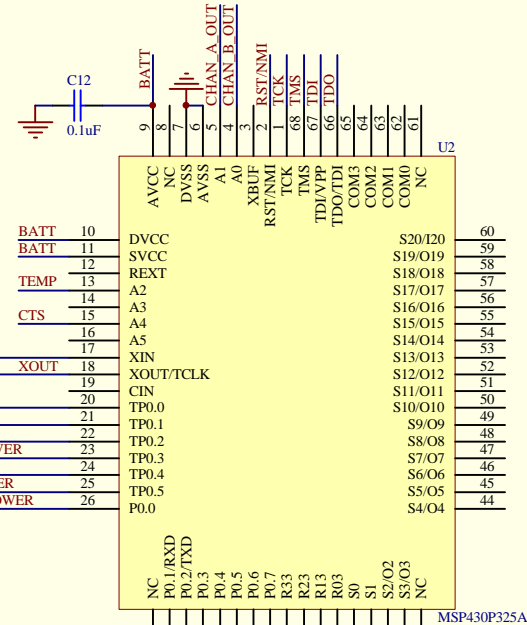 BATT
CHAN_A_OUT
CHAN_B_OUT
RST/NMI
TCK
TMS
TDI
TDO
C12
0.1uF
9 8 7 6 5 4 3 2 1 68 67 66 65 64 63 62 61
U2
AVCC
NC
DVSS
AVSS
A1
A0
XBUF
RST/NMI
TCK
TMS
TDI/VPP
TDO/TDI
COM3
COM2
COM1
COM0
NC
BATT 10 DVCC
BATT 11 SVCC
12 REXT
TEMP 13 A2
14 A3
CTS 15 A4
16 A5
17 XIN
XOUT 18 XOUT/TCLK
19 CIN
20 TP0.0
21 TP0.1
22 TP0.2
VER 23 TP0.3
24 TP0.4
ER 25 TP0.5
OWER 26 P0.0
S20/I20 60
S19/O19 59
S18/O18 58
S17/O17 57
S16/O16 56
S15/O15 55
S14/O14 54
S13/O13 53
S12/O12 52
S11/O11 51
S10/O10 50
S9/O9 49
S8/O8 48
S7/O7 47
S6/O6 46
S5/O5 45
S4/O4 44
NC
P0.1/RXD
P0.2/TXD
P0.3
P0.4
P0.5
P0.6
P0.7
R33
R23
R13
R03
S0
S1
S2/O2
S3/O3
NC
MSP430P325A